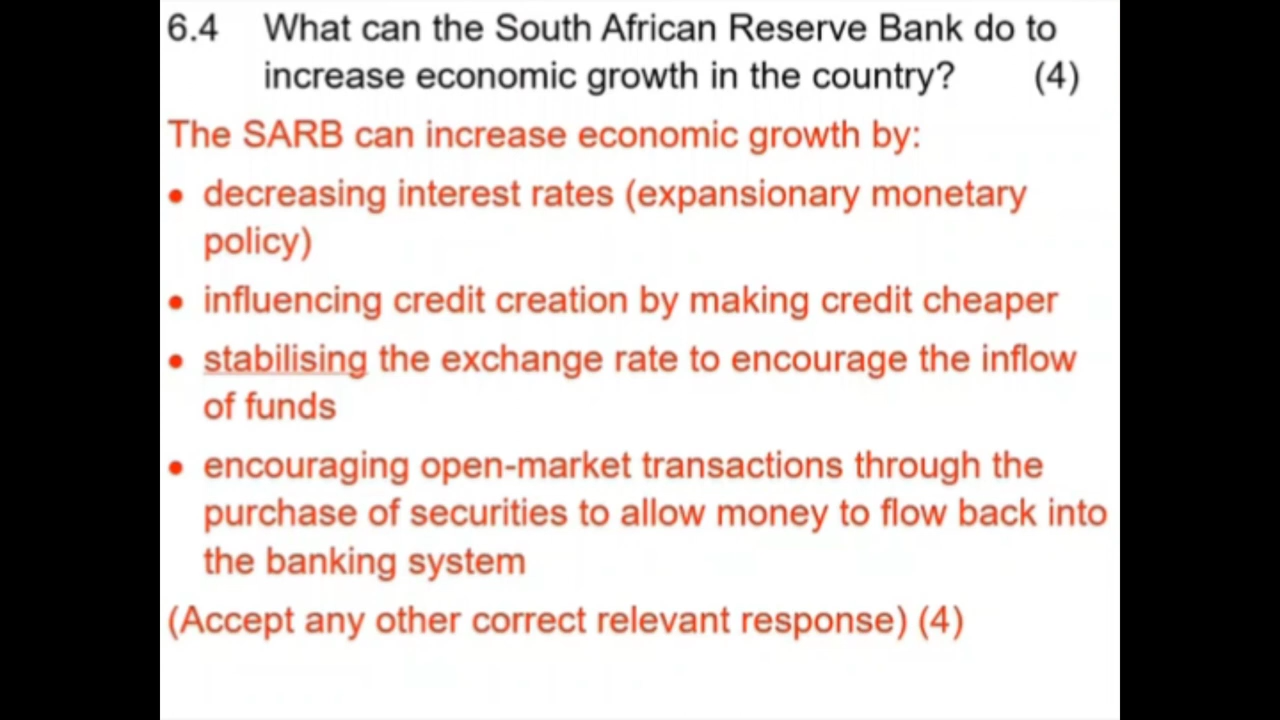 6.4 What can the South African Reserve Bank do to
increase economic growth in the country? (4)
The SARB can increase economic growth by:
• decreasing interest rates (expansionary monetary
policy)
• influencing credit creation by making credit cheaper
• stabilising the exchange rate to encourage the inflow
of funds
• encouraging open-market transactions through the
purchase of securities to allow money to flow back into
the banking system
(Accept any other correct relevant response) (4)